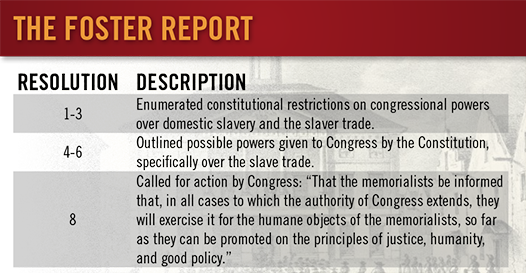 THE FOSTER REPORT
RESOLUTION DESCRIPTION
1-3
Enumerated constitutional restrictions on congressional powers
over domestic slavery and the slaver trade.
4-6
Outlined possible powers given to Congress by the Constitution,
specifically over the slave trade.
8
Called for action by Congress: “That the memorialists be informed
that, in all cases to which the authority of Congress extends, they
will exercise it for the humane objects of the memorialists, so far
as they can be promoted on the principles of justice, humanity,
and good policy.”